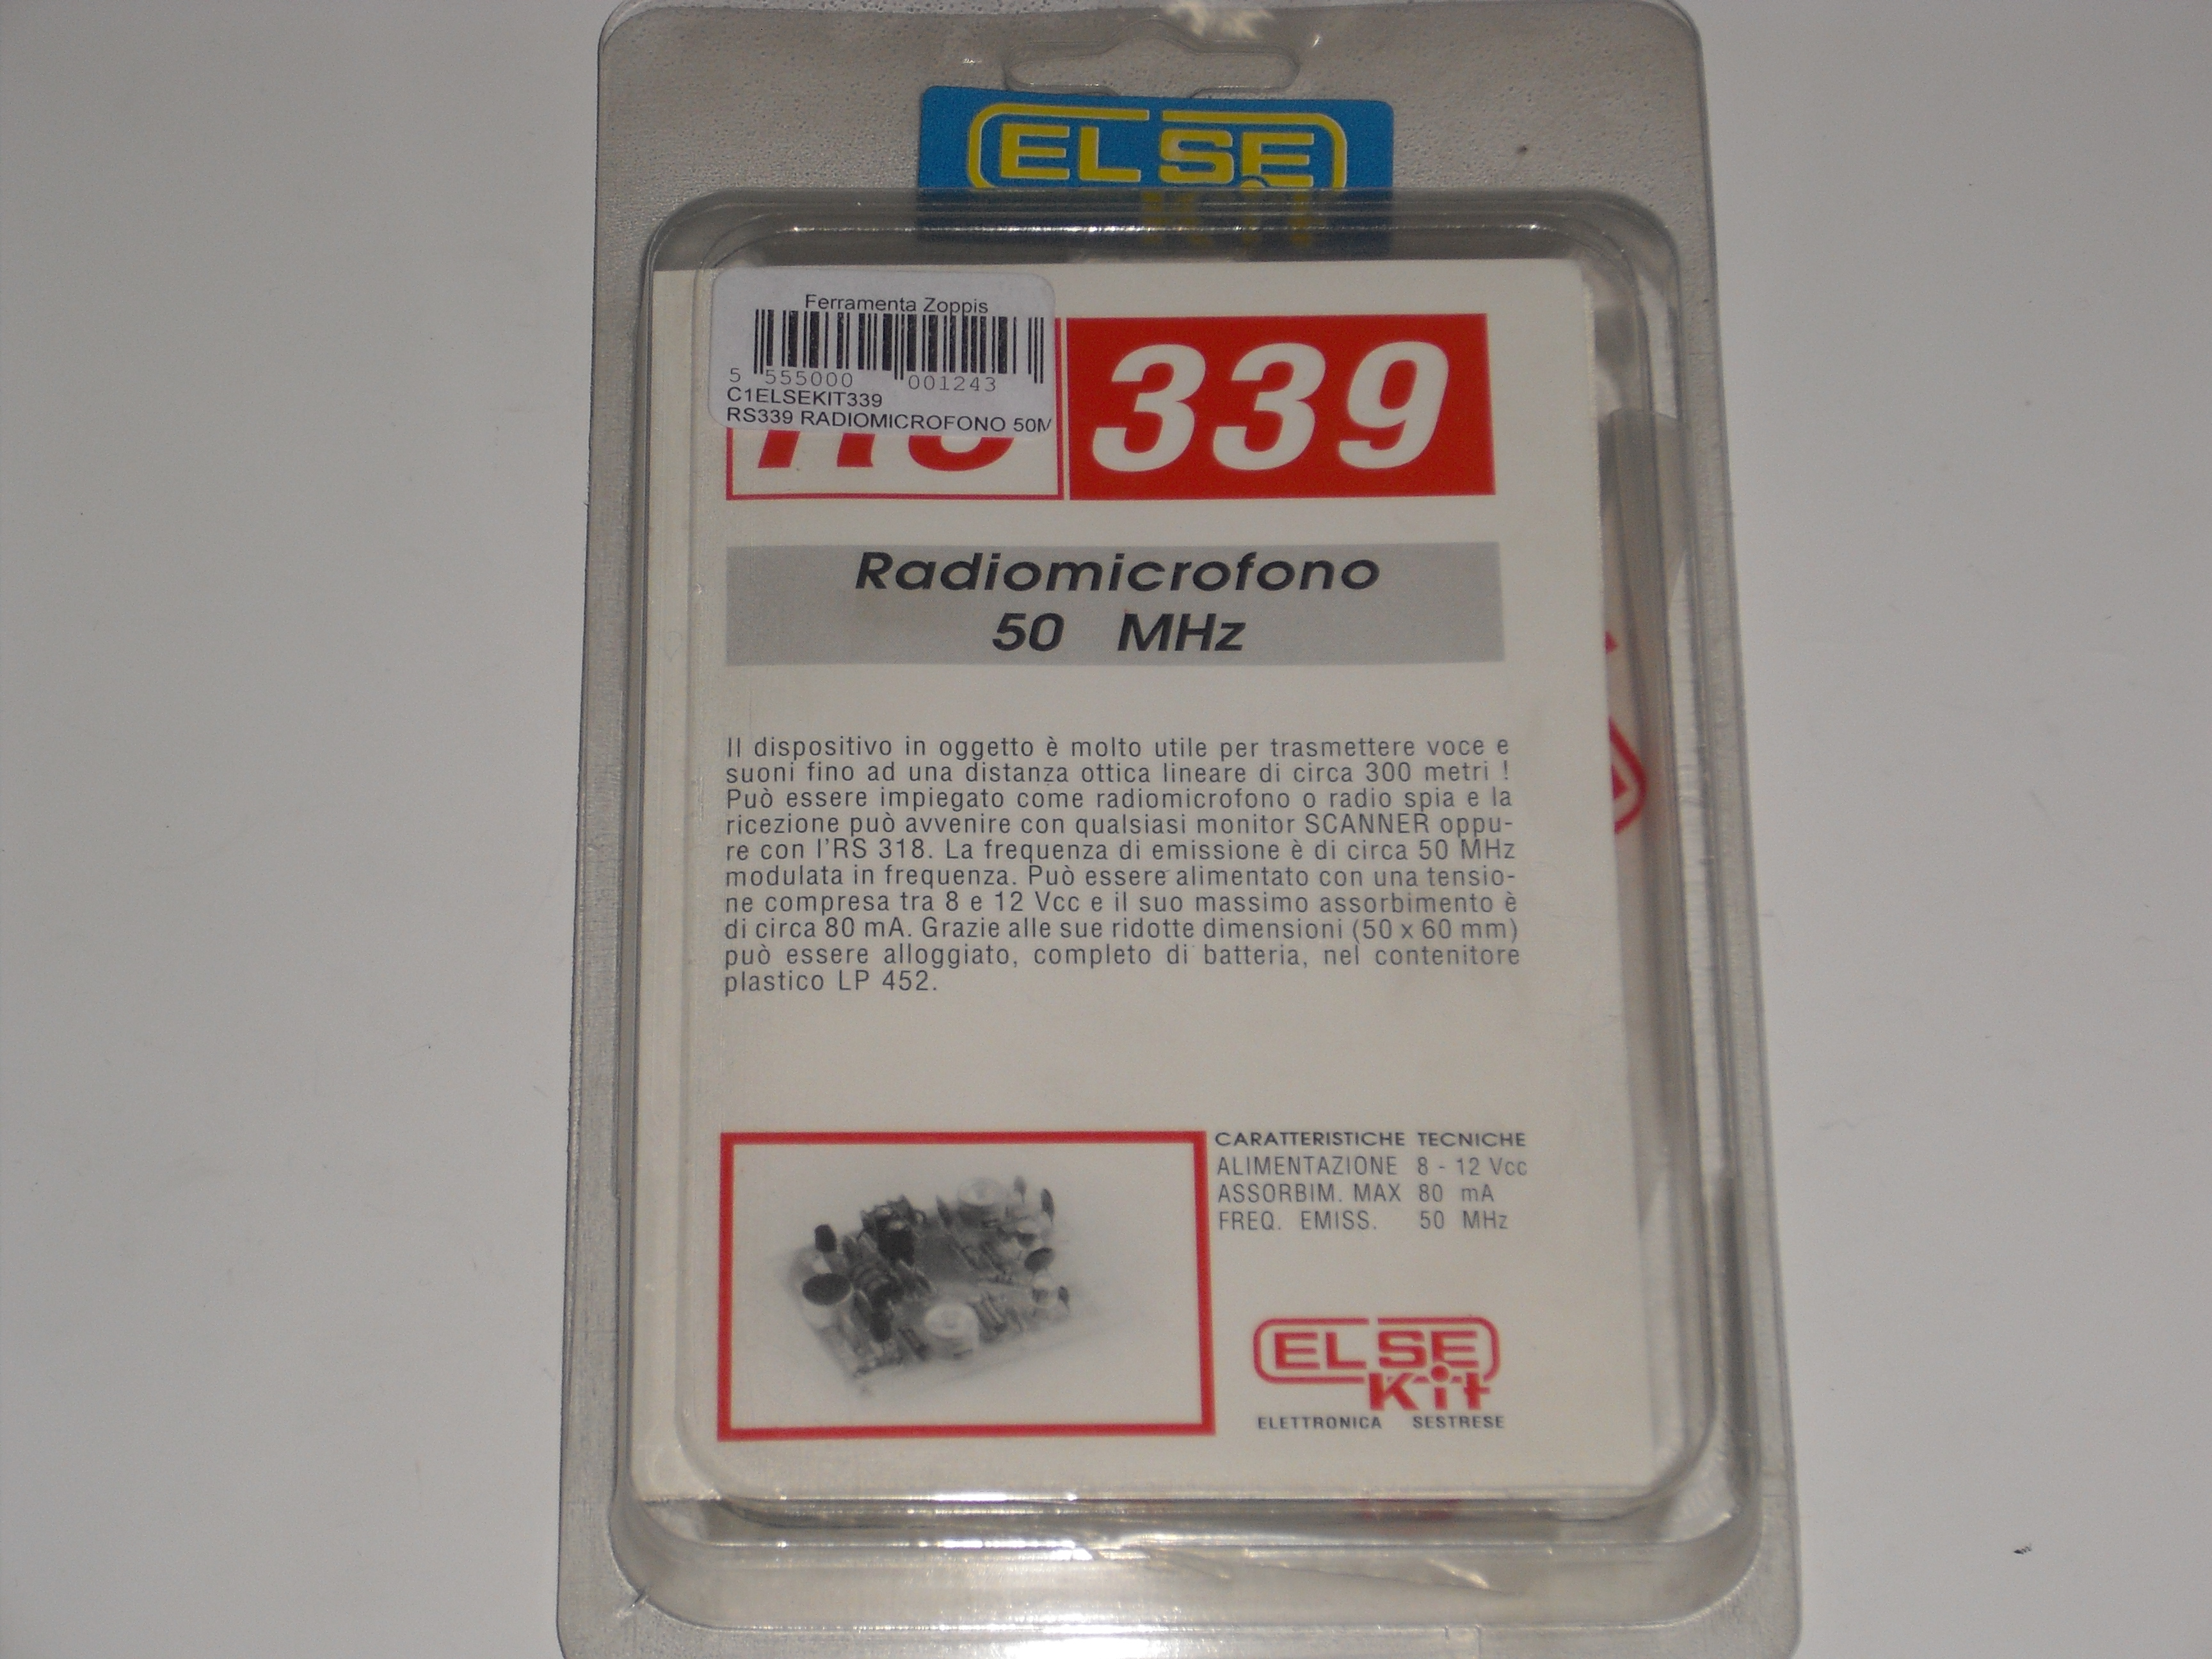 ELSE
Kit
Ferramenta Zoppis
5 555000 001243
C1ELSEKIT339
RS339 RADIOMICROFONO 50M
339
Radiomicrofono
50 MHz
Il dispositivo in oggetto è molto utile per trasmettere voce e
suoni fino ad una distanza ottica lineare di circa 300 metri !
Può essere impiegato come radiomicrofono o radio spia e la
ricezione può avvenire con qualsiasi monitor SCANNER oppu-
re con l'RS 318. La frequenza di emissione è di circa 50 MHz
modulata in frequenza. Può essere alimentato con una tensio-
ne compresa tra 8 e 12 Vcc e il suo massimo assorbimento è
di circa 80 mA. Grazie alle sue ridotte dimensioni (50 x 60 mm)
può essere alloggiato, completo di batteria, nel contenitore
plastico LP 452.
CARATTERISTICHE TECNICHE
ALIMENTAZIONE 8 - 12 Vcc
ASSORBIM. MAX 80 mA
FREQ. EMISS. 50 MHz
ELSE
Kit
ELETTRONICA SESTRESE